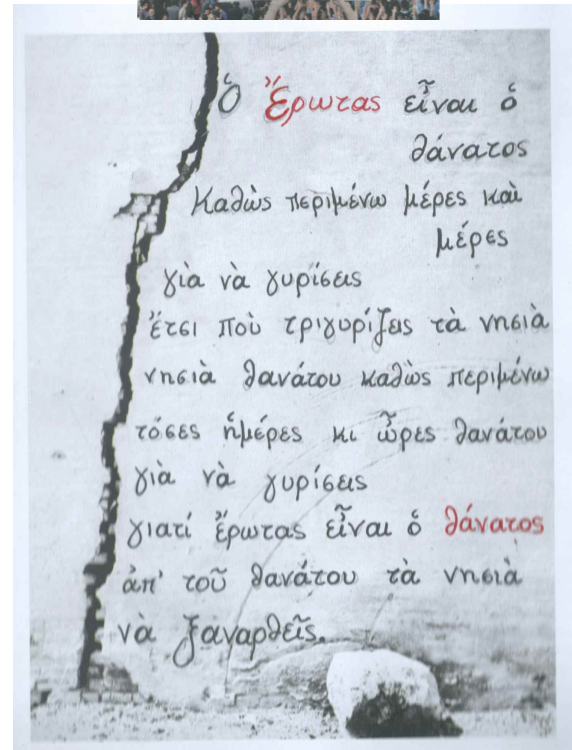 Ὁ Ἔρωτας εἶναι ὁ
θάνατος
Καθὼς περιμένω μέρες καὶ
μέρες
γιὰ νὰ γυρίσεις
ἔτσι ποὺ τριγυρίζεις τὰ νησιὰ
νησιὰ θανάτου καθὼς περιμένω
τόσες ἡμέρες κι ὧρες θανάτου
γιὰ νὰ γυρίσεις
γιατί ἔρωτας εἶναι ὁ θάνατος
ἀπ' τοῦ θανάτου τὰ νησιὰ
νὰ ξαναρθεῖς.